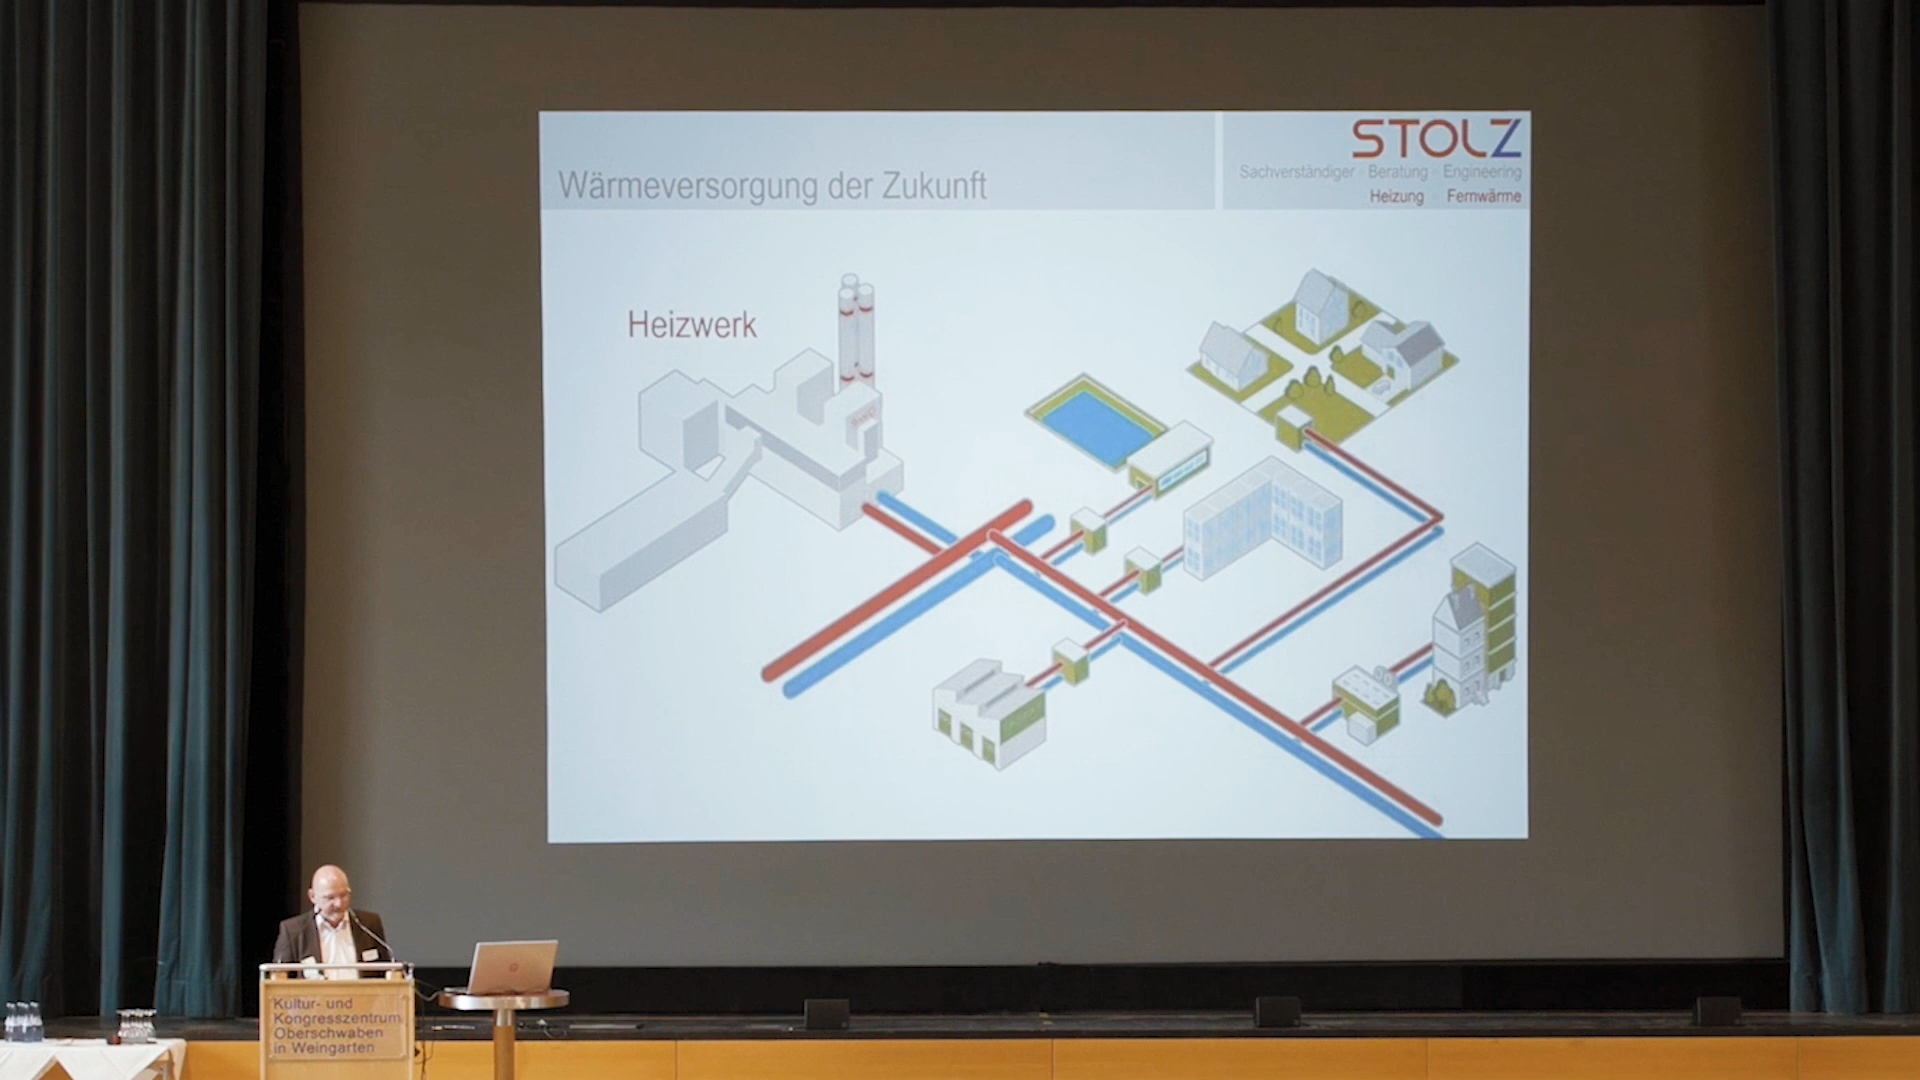 STOLZ
Sachverständiger · Beratung · Engineering
Heizung · Fernwärme
Wärmeversorgung der Zukunft
Heizwerk
Kultur- und
Kongresszentrum
Oberschwaben
in Weingarten